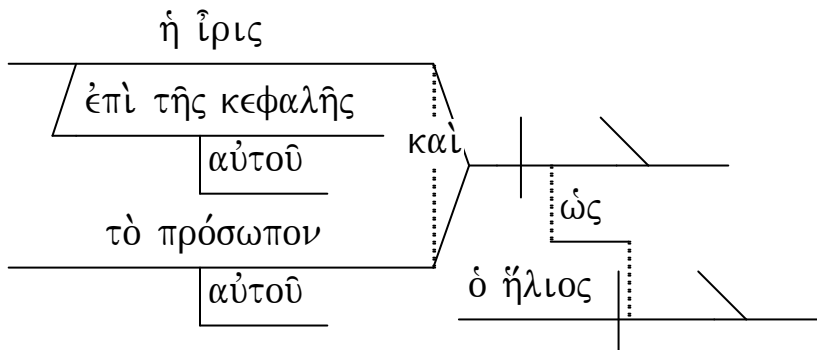 ἡ ἶρις
ἐπὶ τῆς κεφαλῆς
καὶ
αὐτοῦ
ὡς
τὸ πρόσωπον
αὐτοῦ
ὁ ἥλιος